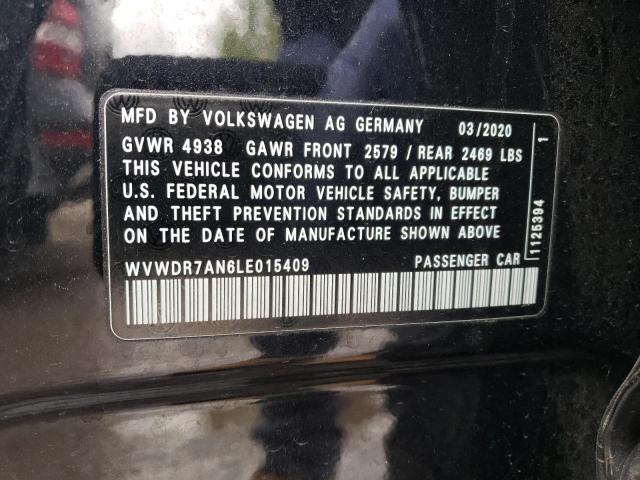 MFD BY VOLKSWAGEN AG GERMANY 03/2020
GVWR 4938 GAWR FRONT 2579 / REAR 2469 LBS
THIS VEHICLE CONFORMS TO ALL APPLICABLE
U.S. FEDERAL MOTOR VEHICLE SAFETY, BUMPER
AND THEFT PREVENTION STANDARDS IN EFFECT
ON THE DATE OF MANUFACTURE SHOWN ABOVE
WVWDR7AN6LE015409 PASSENGER CAR
1125394 1